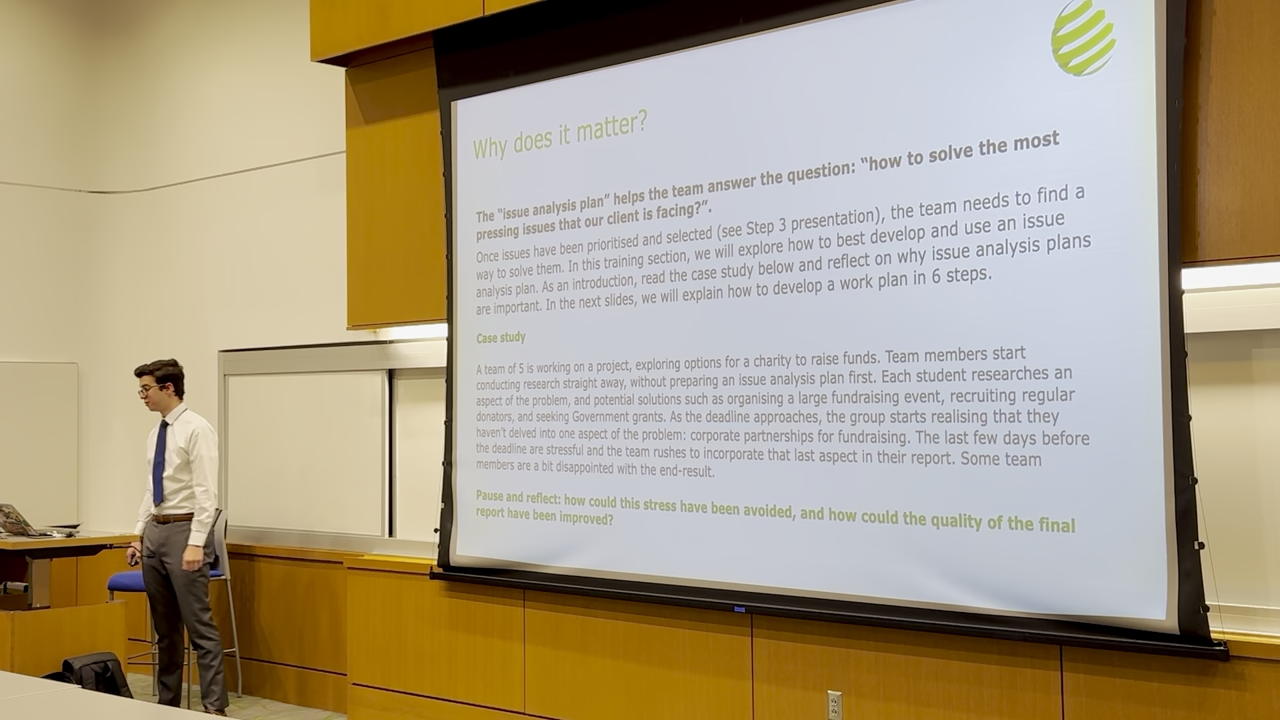 Why does it matter?
The “issue analysis plan” helps the team answer the question: “how to solve the most
pressing issues that our client is facing?”.
Once issues have been prioritised and selected (see Step 3 presentation), the team needs to find a
way to solve them. In this training section, we will explore how to best develop and use an issue
analysis plan. As an introduction, read the case study below and reflect on why issue analysis plans
are important. In the next slides, we will explain how to develop a work plan in 6 steps.
Case study
A team of 5 is working on a project, exploring options for a charity to raise funds. Team members start
conducting research straight away, without preparing an issue analysis plan first. Each student researches an
aspect of the problem, and potential solutions such as organising a large fundraising event, recruiting regular
donators, and seeking Government grants. As the deadline approaches, the group starts realising that they
haven’t delved into one aspect of the problem: corporate partnerships for fundraising. The last few days before
the deadline are stressful and the team rushes to incorporate that last aspect in their report. Some team
members are a bit disappointed with the end-result.
Pause and reflect: how could this stress have been avoided, and how could the quality of the final
report have been improved?